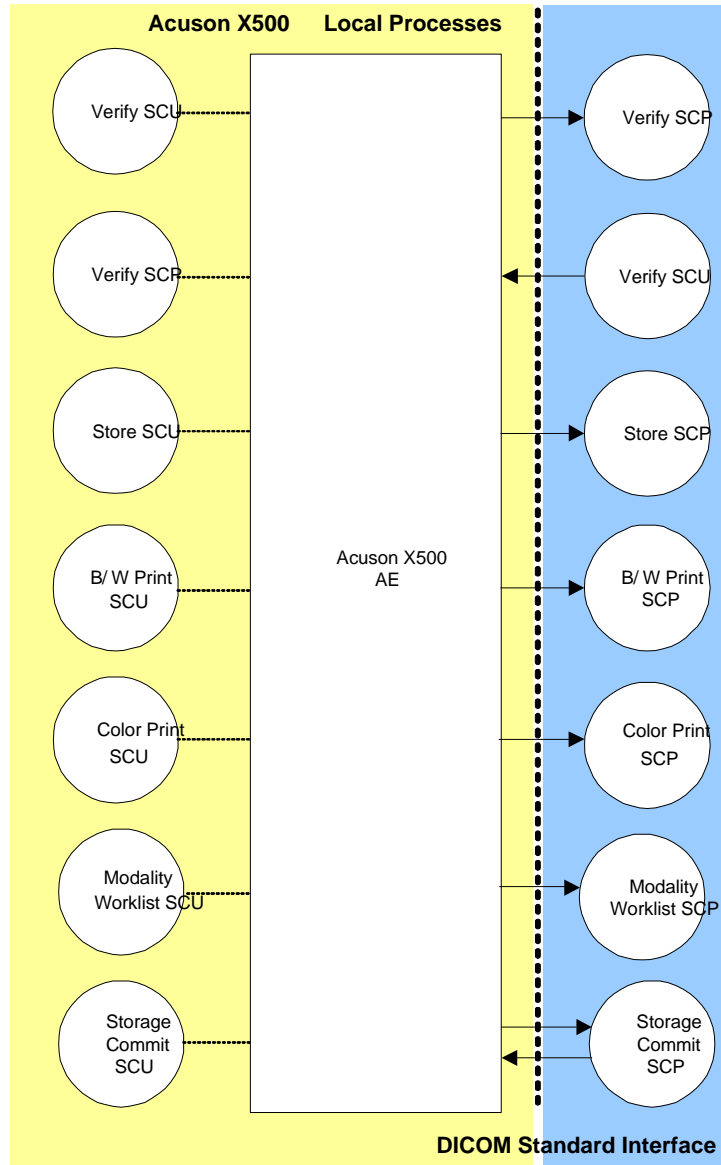 Acuson X500 Local Processes
Verify SCU
Verify SCP
Verify SCP
Verify SCU
Store SCU
Store SCP
B/ W Print
SCU
Acuson X500
AE
B/ W Print
SCP
Color Print
SCU
Color Print
SCP
Modality
Worklist SCU
Modality
Worklist SCP
Storage
Commit
SCU
Storage
Commit
SCP
DICOM Standard Interface